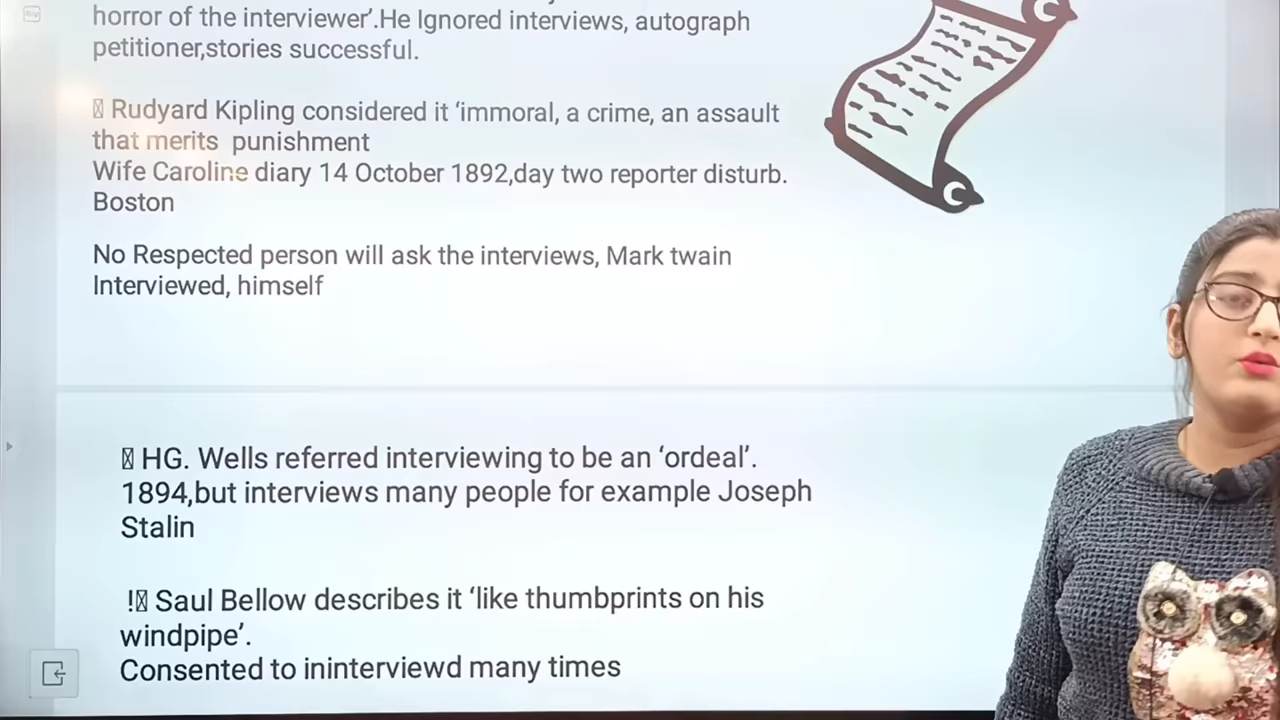 horror of the interviewer’.He Ignored interviews, autograph
petitioner,stories successful.
Rudyard Kipling considered it ‘immoral, a crime, an assault
that merits punishment
Wife Caroline diary 14 October 1892,day two reporter disturb.
Boston
No Respected person will ask the interviews, Mark twain
Interviewed, himself
HG. Wells referred interviewing to be an ‘ordeal’.
1894,but interviews many people for example Joseph
Stalin
! Saul Bellow describes it ‘like thumbprints on his
windpipe’.
Consented to ininterviewd many times